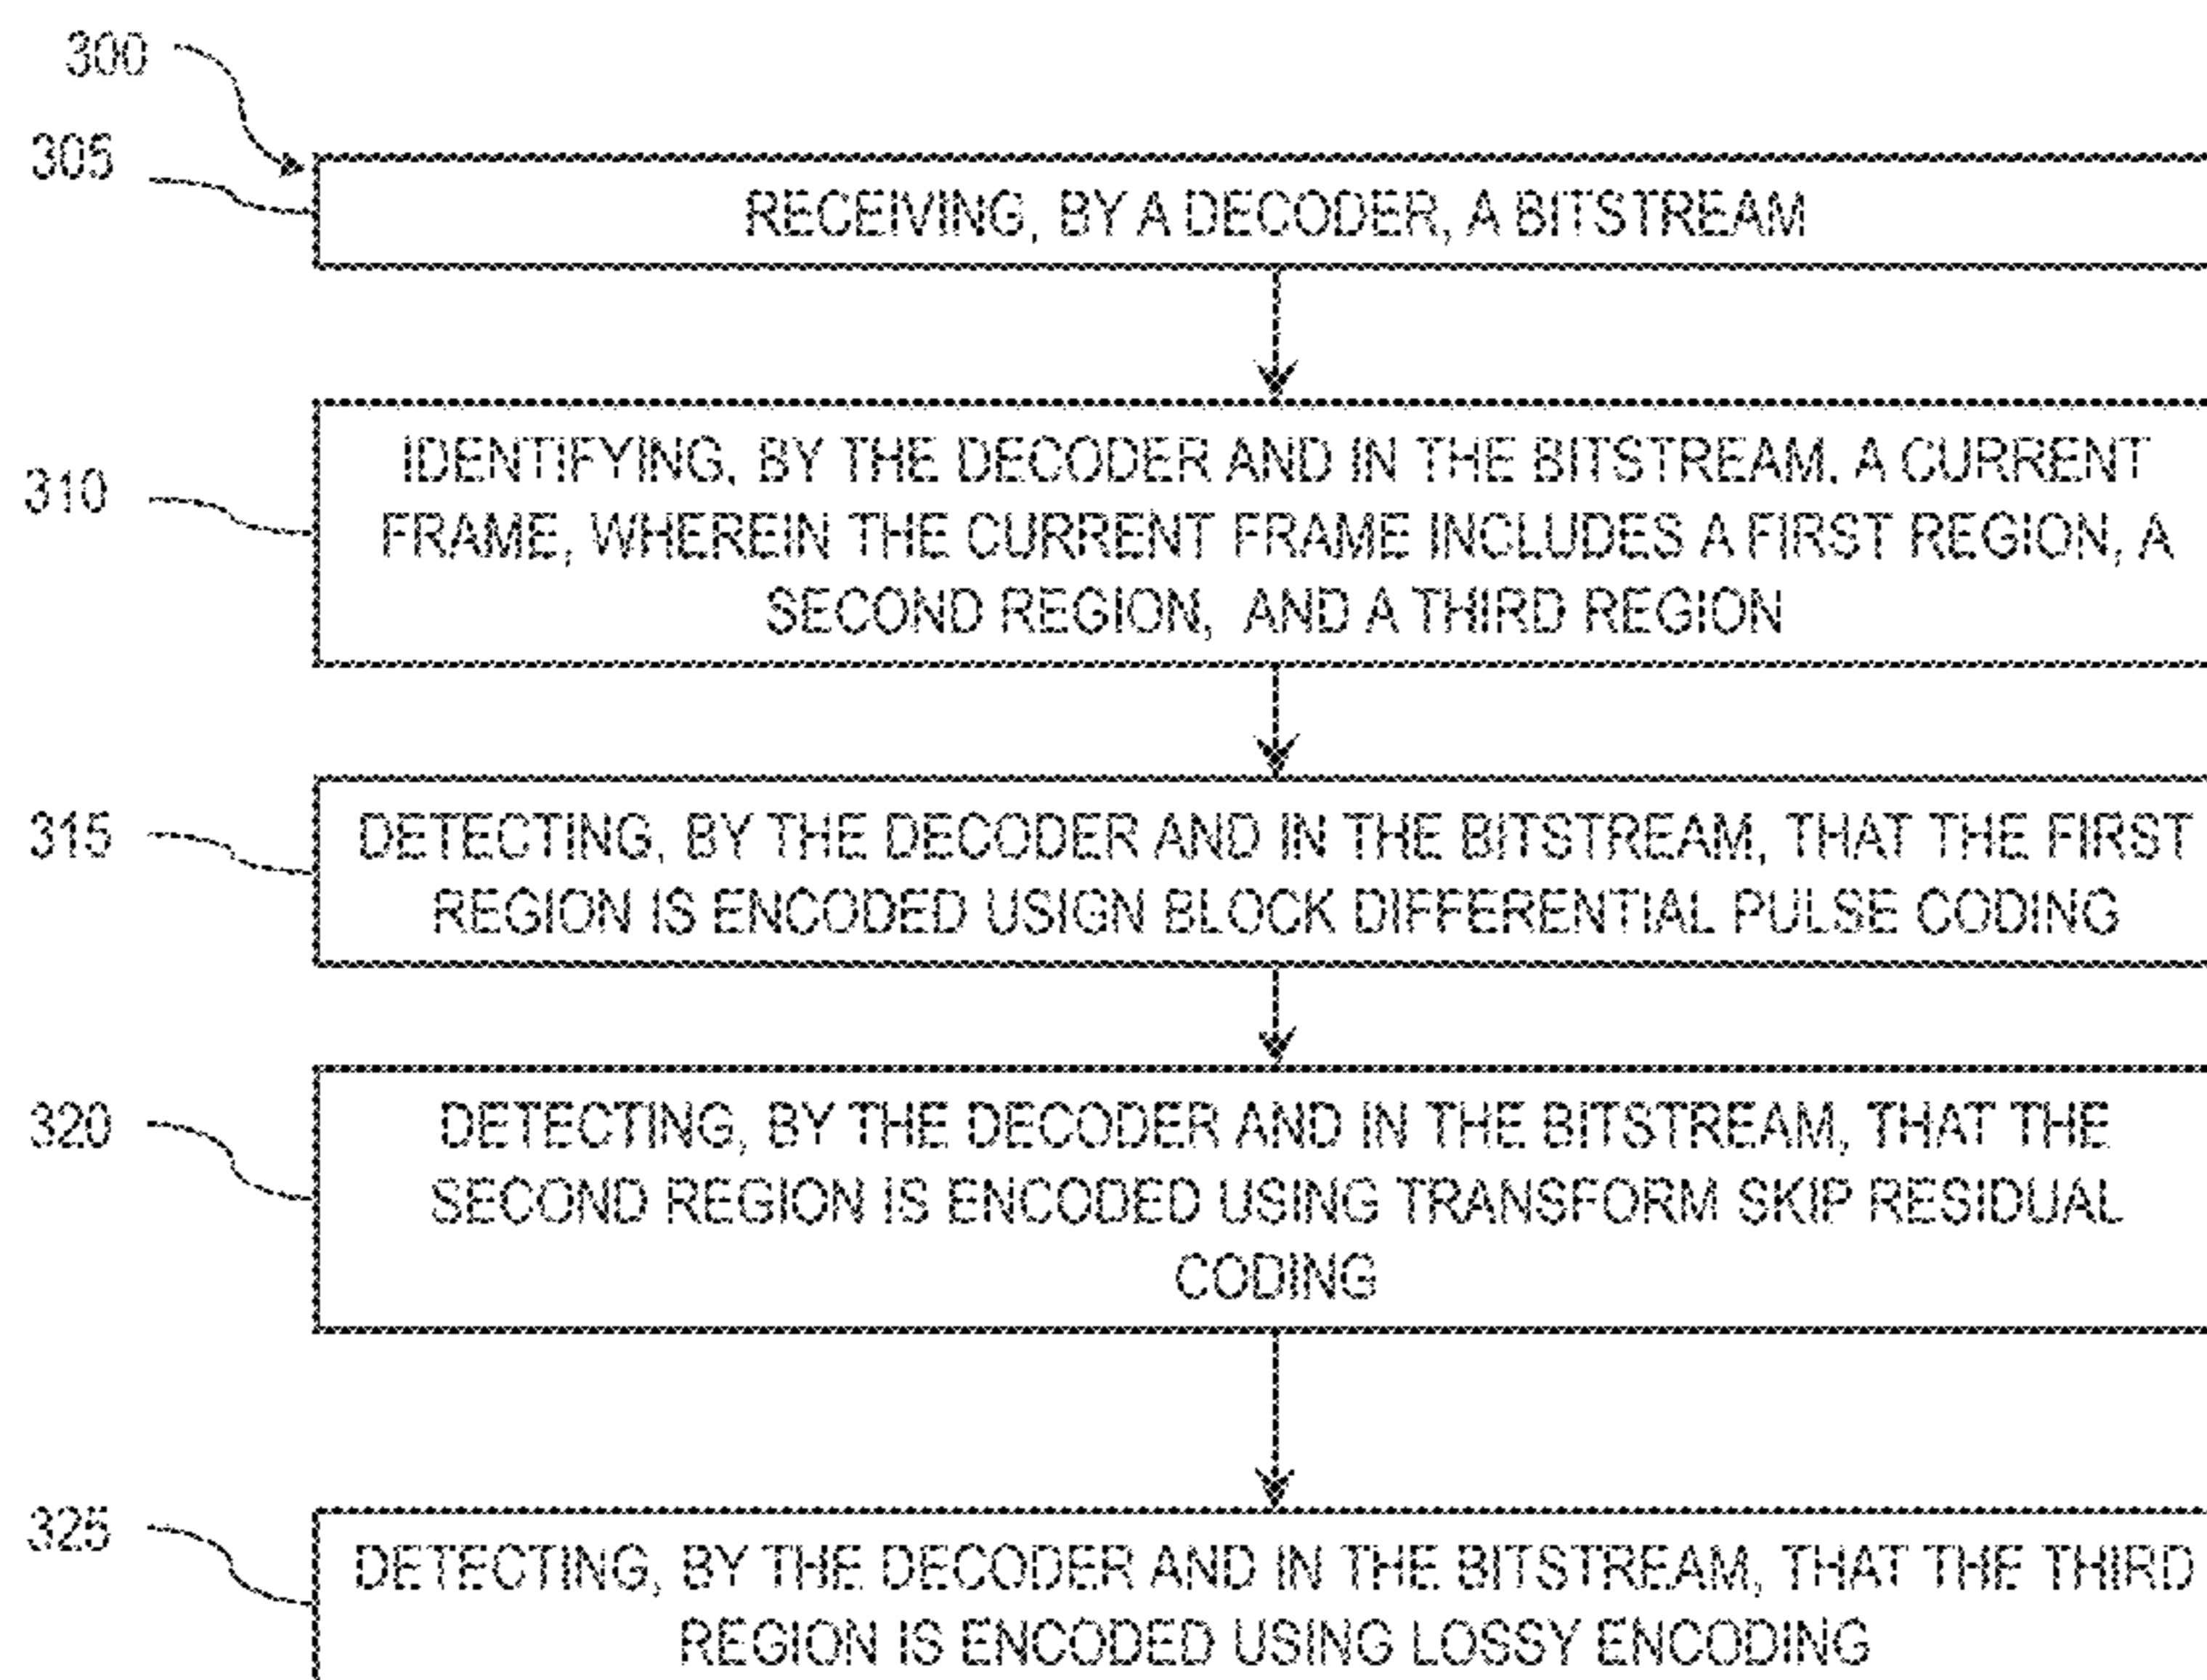 300
305
RECEIVING, BY A DECODER, A BITSTREAM
310
IDENTIFYING, BY THE DECODER AND IN THE BITSTREAM, A CURRENT
FRAME, WHEREIN THE CURRENT FRAME INCLUDES A FIRST REGION, A
SECOND REGION, AND A THIRD REGION
315
DETECTING, BY THE DECODER AND IN THE BITSTREAM, THAT THE FIRST
REGION IS ENCODED USIGN BLOCK DIFFERENTIAL PULSE CODING
320
DETECTING, BY THE DECODER AND IN THE BITSTREAM, THAT THE
SECOND REGION IS ENCODED USING TRANSFORM SKIP RESIDUAL
CODING
325
DETECTING, BY THE DECODER AND IN THE BITSTREAM, THAT THE THIRD
REGION IS ENCODED USING LOSSY ENCODING